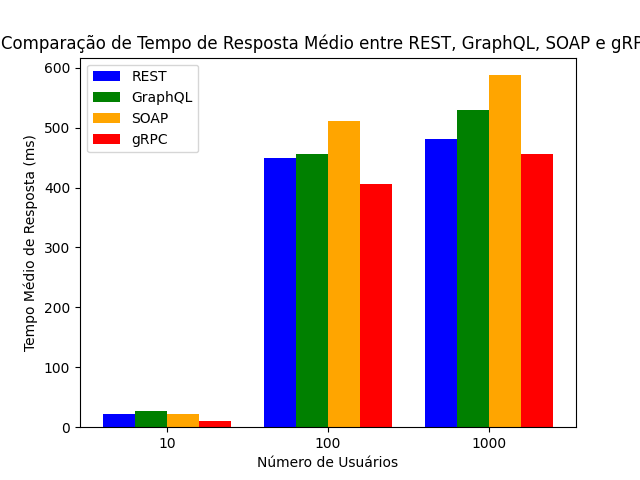 Comparação de Tempo de Resposta Médio entre REST, GraphQL, SOAP e gRP
REST
GraphQL
SOAP
gRPC
Tempo Médio de Resposta (ms)
600
500
400
300
200
100
0
10
100
1000
Número de Usuários